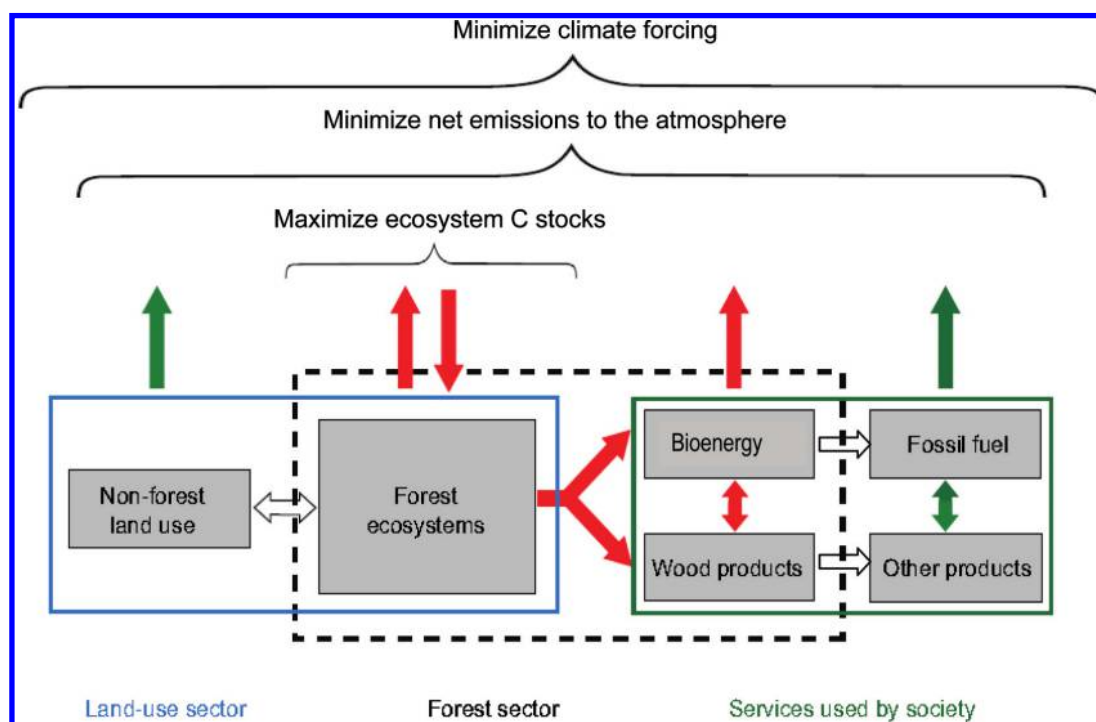 Minimize climate forcing
Minimize net emissions to the atmosphere
Maximize ecosystem C stocks
Non-forest
land use
Forest
ecosystems
Bioenergy
Fossil fuel
Wood products
Other products
Land-use sector
Forest sector
Services used by society